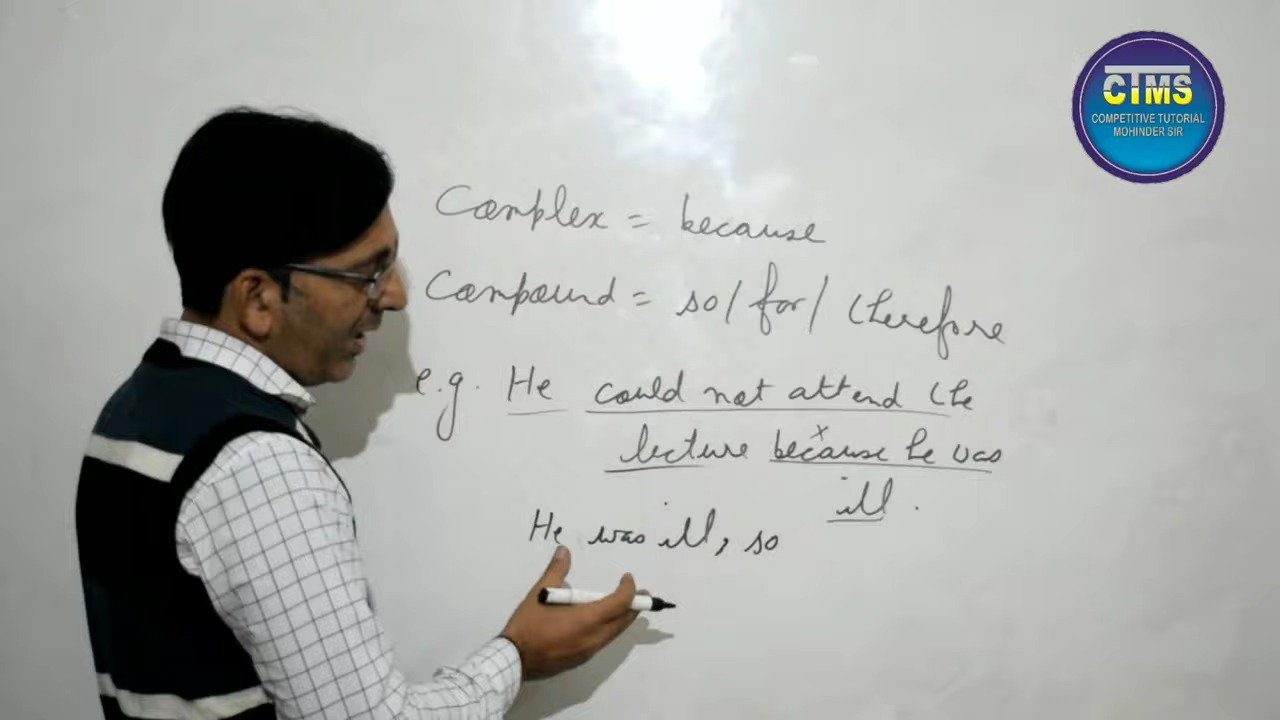 CTMS
COMPETITIVE TUTORIAL
MOHINDER SIR
Complex = because
Compound = so/for/therefore
e.g. He could not attend the
lecture because he was
ill.
He was ill, so